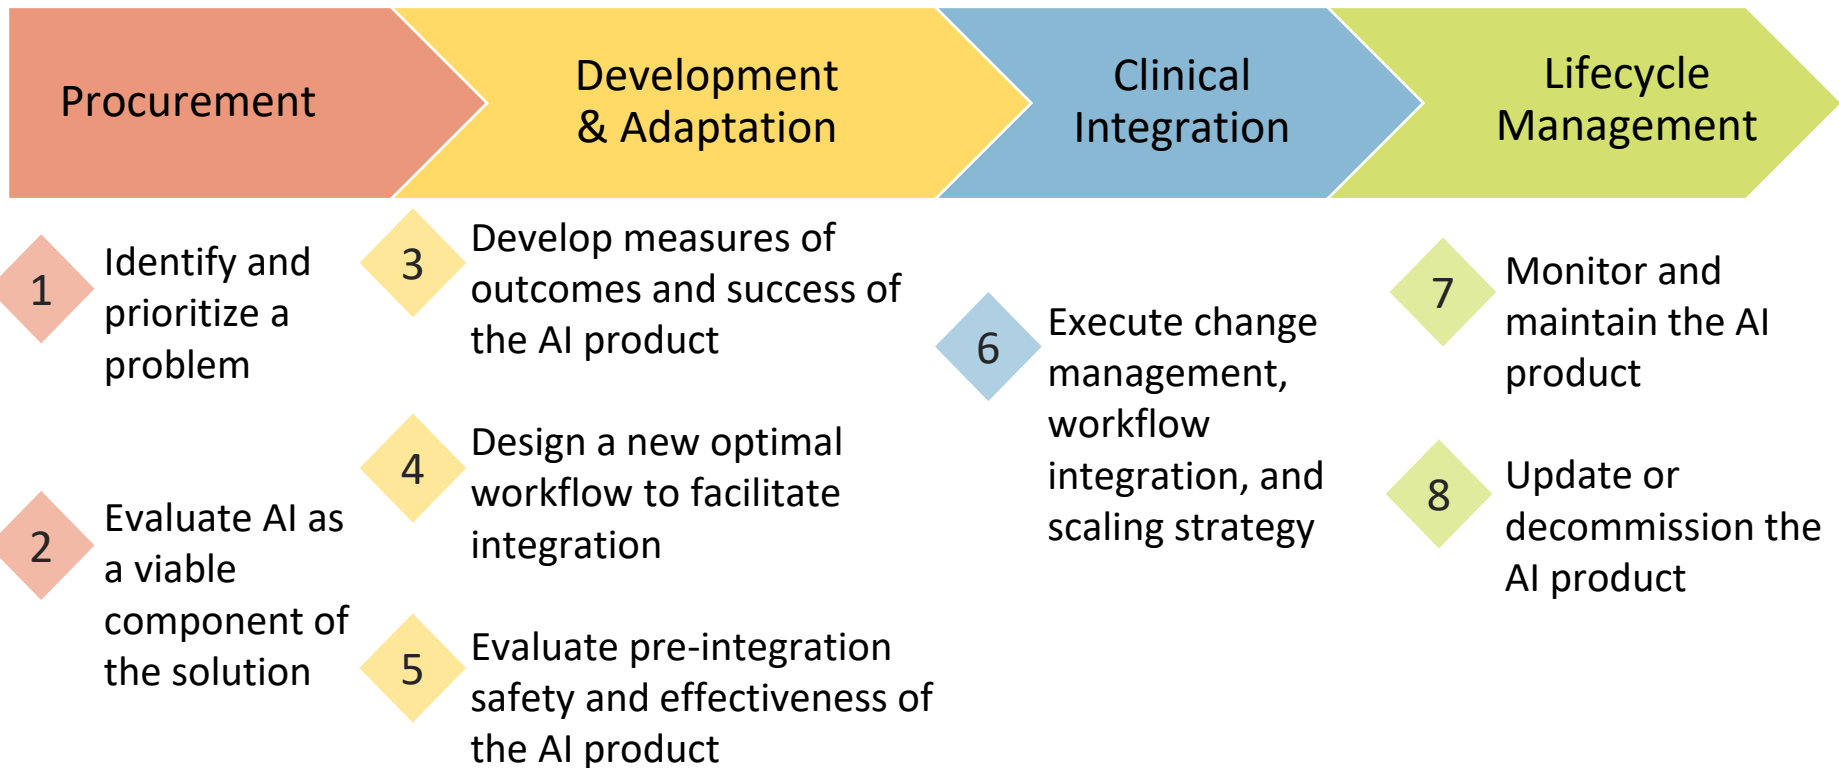 Procurement
Development
& Adaptation
Clinical
Integration
Lifecycle
Management
1
Identify and
prioritize a
problem
2
Evaluate AI as
a viable
component of
the solution
3
Develop measures of
outcomes and success of
the AI product
4
Design a new optimal
workflow to facilitate
integration
5
Evaluate pre-integration
safety and effectiveness of
the AI product
6
Execute change
management,
workflow
integration, and
scaling strategy
7
Monitor and
maintain the AI
product
8
Update or
decommission the
AI product